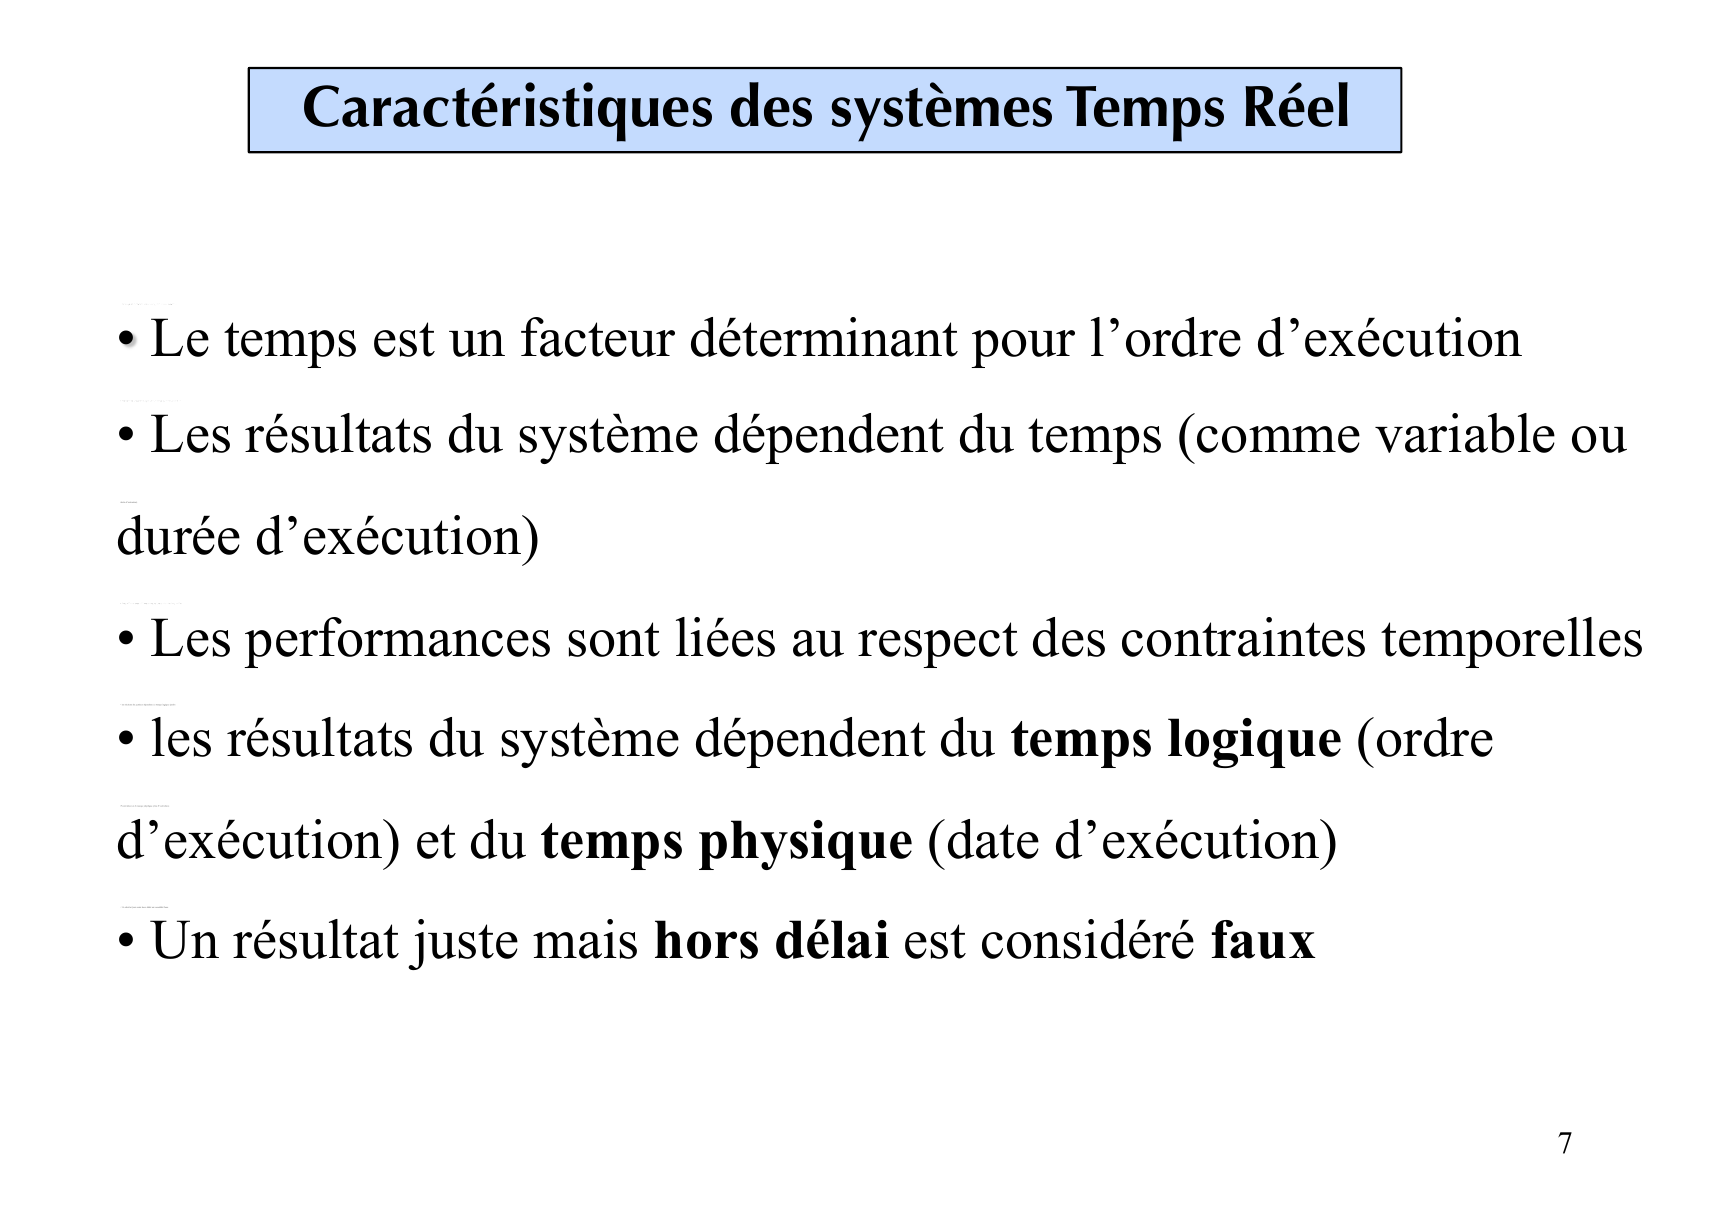 Caractéristiques des systèmes Temps Réel
• Le temps est un facteur déterminant pour l’ordre d’exécution
• Les résultats du système dépendent du temps (comme variable ou
durée d’exécution)
• Les performances sont liées au respect des contraintes temporelles
• les résultats du système dépendent du temps logique (ordre
d’exécution) et du temps physique (date d’exécution)
• Un résultat juste mais hors délai est considéré faux
7